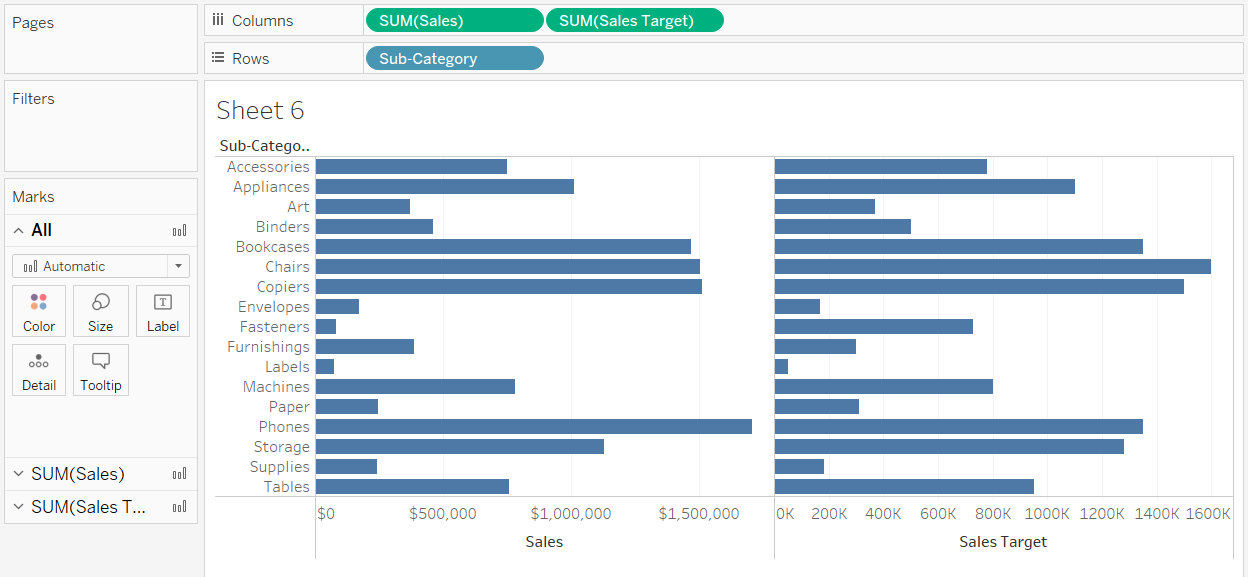 Pages
Columns SUM(Sales) SUM(Sales Target)
Rows Sub-Category
Filters
Marks
All
Automatic
Color Size Label
Detail Tooltip
SUM(Sales)
SUM(Sales T...
Sheet 6
Sub-Catego..
Accessories
Appliances
Art
Binders
Bookcases
Chairs
Copiers
Envelopes
Fasteners
Furnishings
Labels
Machines
Paper
Phones
Storage
Supplies
Tables
$0 $500,000 $1,000,000 $1,500,000 0K 200K 400K 600K 800K 1000K 1200K 1400K 1600K
Sales Sales Target